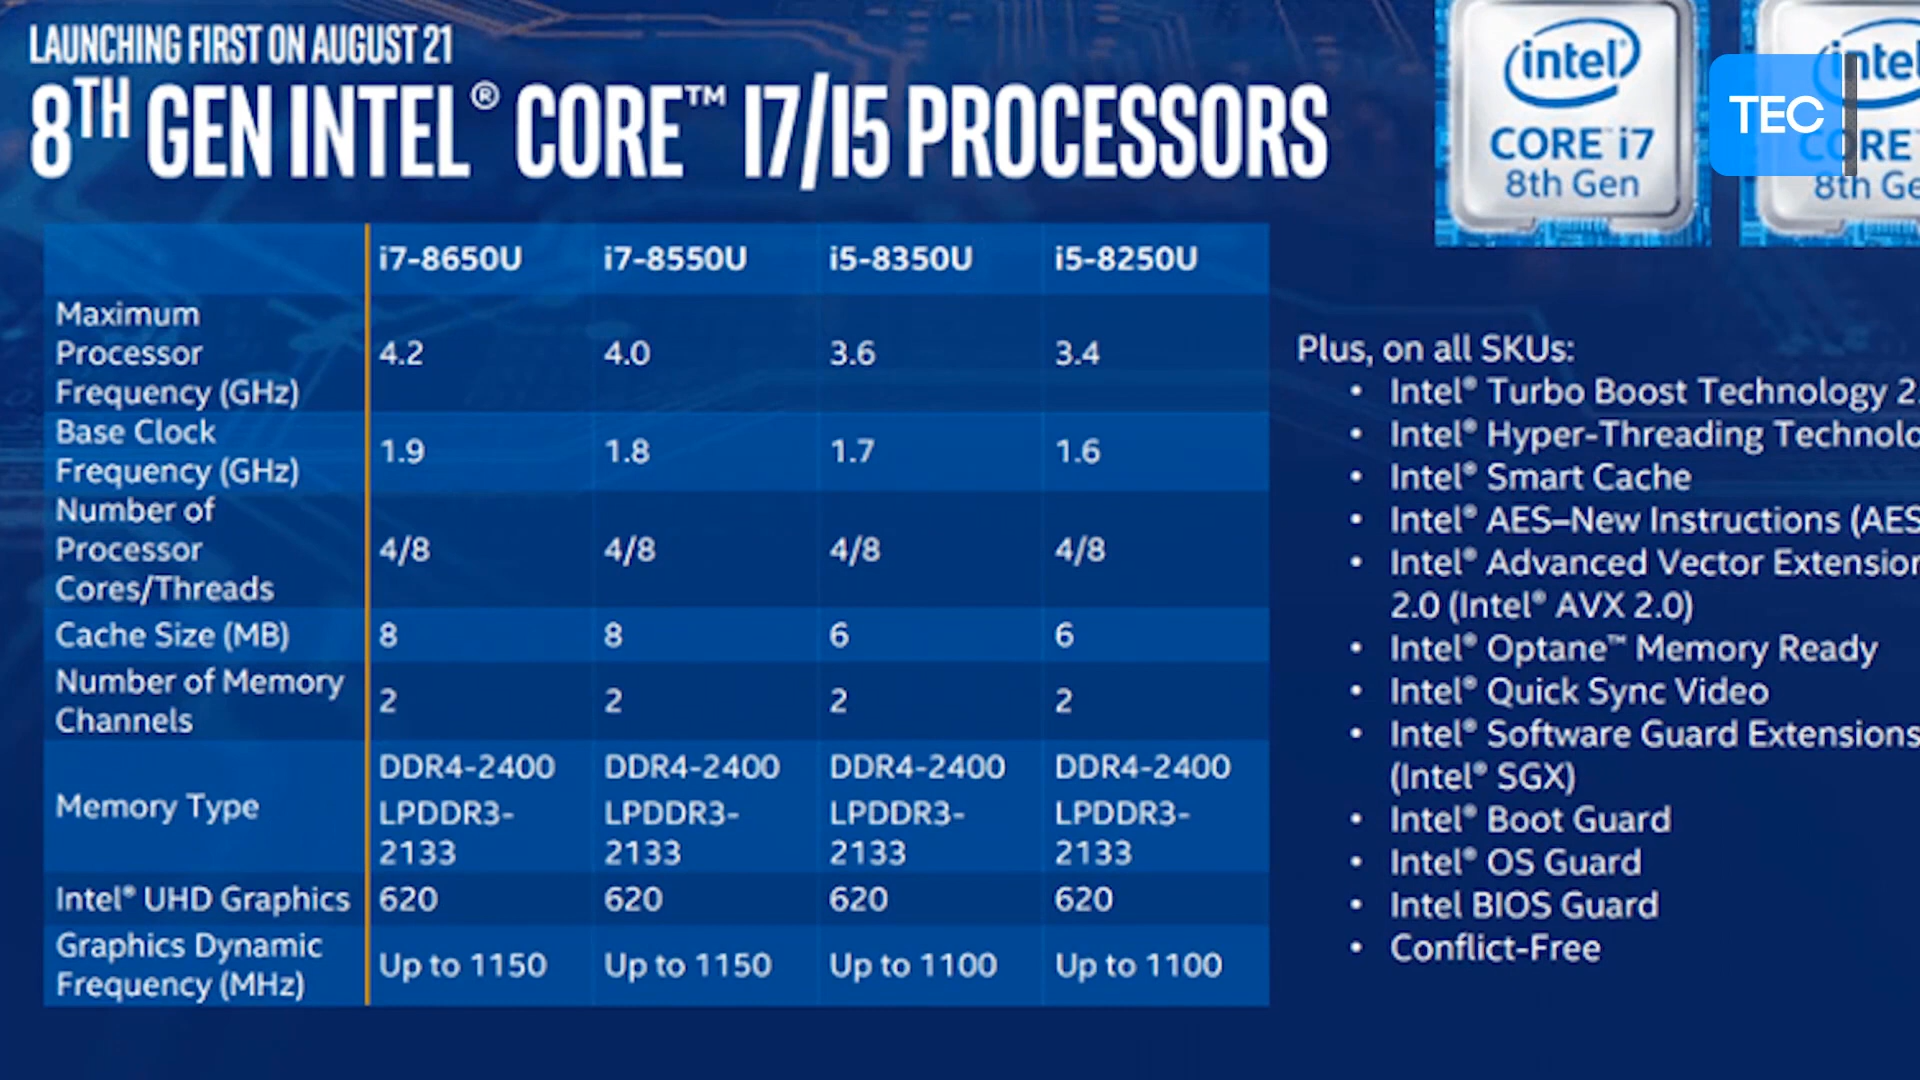 LAUNCHING FIRST ON AUGUST 21
8TH GEN INTEL® CORE™ I7/I5 PROCESSORS
intel®
CORE™ i7
8th Gen
TEC
i7-8650U i7-8550U i5-8350U i5-8250U
Maximum
Processor
Frequency (GHz) 4.2 4.0 3.6 3.4
Base Clock
Frequency (GHz) 1.9 1.8 1.7 1.6
Number of
Processor
Cores/Threads 4/8 4/8 4/8 4/8
Cache Size (MB) 8 8 6 6
Number of Memory
Channels 2 2 2 2
Memory Type DDR4-2400 DDR4-2400 DDR4-2400 DDR4-2400
LPDDR3- LPDDR3- LPDDR3- LPDDR3-
2133 2133 2133 2133
Intel® UHD Graphics 620 620 620 620
Graphics Dynamic
Frequency (MHz) Up to 1150 Up to 1150 Up to 1100 Up to 1100
Plus, on all SKUs:
• Intel® Turbo Boost Technology 2.
• Intel® Hyper-Threading Technolo
• Intel® Smart Cache
• Intel® AES–New Instructions (AES
• Intel® Advanced Vector Extension
2.0 (Intel® AVX 2.0)
• Intel® Optane™ Memory Ready
• Intel® Quick Sync Video
• Intel® Software Guard Extensions
(Intel® SGX)
• Intel® Boot Guard
• Intel® OS Guard
• Intel BIOS Guard
• Conflict-Free